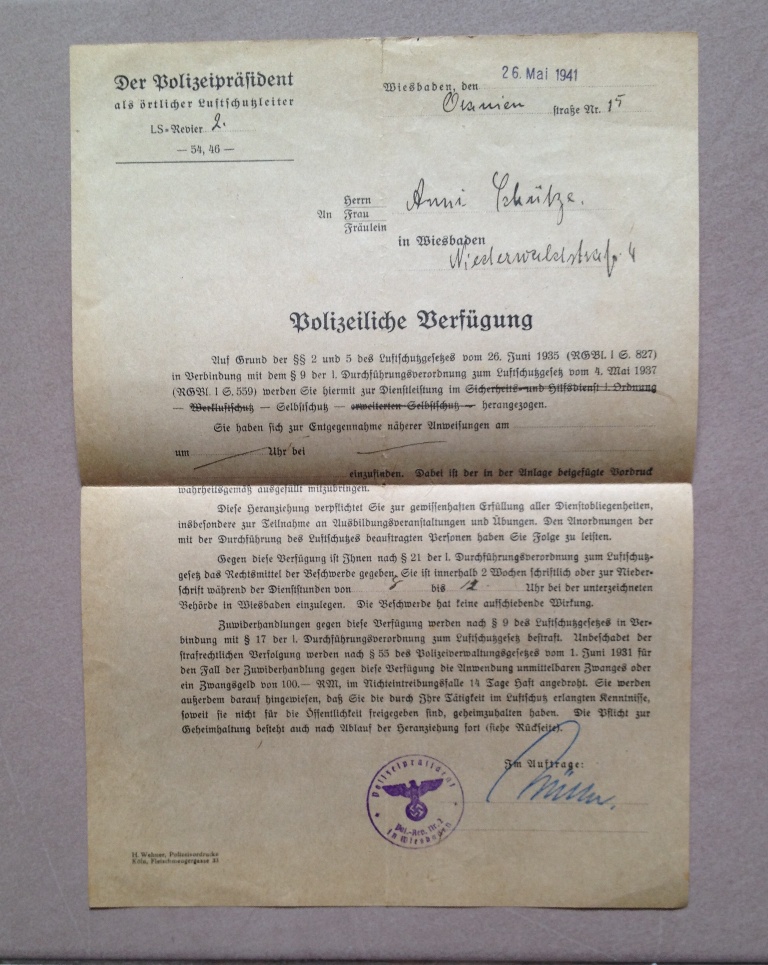 Der Polizeipräsident
als örtlicher Luftschutzleiter
LS-Revier 2.
— 54, 46 —
26. Mai 1941
Wiesbaden, den
Oranien straße Nr. 15
Herrn
An Frau
Fräulein
Anni Schütze.
in Wiesbaden
Niederwaldstraße 4
Polizeiliche Verfügung
Auf Grund der §§ 2 und 5 des Luftschutzgesetzes vom 26. Juni 1935 (RGBl. I S. 827)
in Verbindung mit dem § 9 der I. Durchführungsverordnung zum Luftschutzgesetz vom 4. Mai 1937
(RGBl. I S. 559) werden Sie hiermit zur Dienstleistung im Sicherheits- und Hilfsdienst I. Ordnung
— Werkluftschutz — Selbstschutz — erweiterten Selbstschutz — herangezogen.
Sie haben sich zur Entgegennahme näherer Anweisungen am
um Uhr bei
einzufinden. Dabei ist der in der Anlage beigefügte Vordruck
wahrheitsgemäß ausgefüllt mitzubringen.
Diese Heranziehung verpflichtet Sie zur gewissenhaften Erfüllung aller Dienstobliegenheiten,
insbesondere zur Teilnahme an Ausbildungsveranstaltungen und Übungen. Den Anordnungen der
mit der Durchführung des Luftschutzes beauftragten Personen haben Sie Folge zu leisten.
Gegen diese Verfügung ist Ihnen nach § 21 der I. Durchführungsverordnung zum Luftschutz-
gesetz das Rechtsmittel der Beschwerde gegeben. Sie ist innerhalb 2 Wochen schriftlich oder zur Nieder-
schrift während der Dienststunden von 8 bis 12 Uhr bei der unterzeichneten
Behörde in Wiesbaden einzulegen. Die Beschwerde hat keine aufschiebende Wirkung.
Zuwiderhandlungen gegen diese Verfügung werden nach § 9 des Luftschutzgesetzes in Ver-
bindung mit § 17 der I. Durchführungsverordnung zum Luftschutzgesetz bestraft. Unbeschadet der
strafrechtlichen Verfolgung werden nach § 55 des Polizeiverwaltungsgesetzes vom 1. Juni 1931 für
den Fall der Zuwiderhandlung gegen diese Verfügung die Anwendung unmittelbaren Zwanges oder
ein Zwangsgeld von 100.— RM, im Nichteintreibungsfalle 14 Tage Haft angedroht. Sie werden
außerdem darauf hingewiesen, daß Sie die durch Ihre Tätigkeit im Luftschutz erlangten Kenntnisse,
soweit sie nicht für die Öffentlichkeit freigegeben sind, geheimzuhalten haben. Die Pflicht zur
Geheimhaltung besteht auch nach Ablauf der Heranziehung fort (siehe Rückseite).
Im Auftrage:
Polizeipräsident
Pol.-Rev. Nr. 2
in Wiesbaden
H. Wehner, Polizeivordrucke
Köln, Fleischmengergasse 33